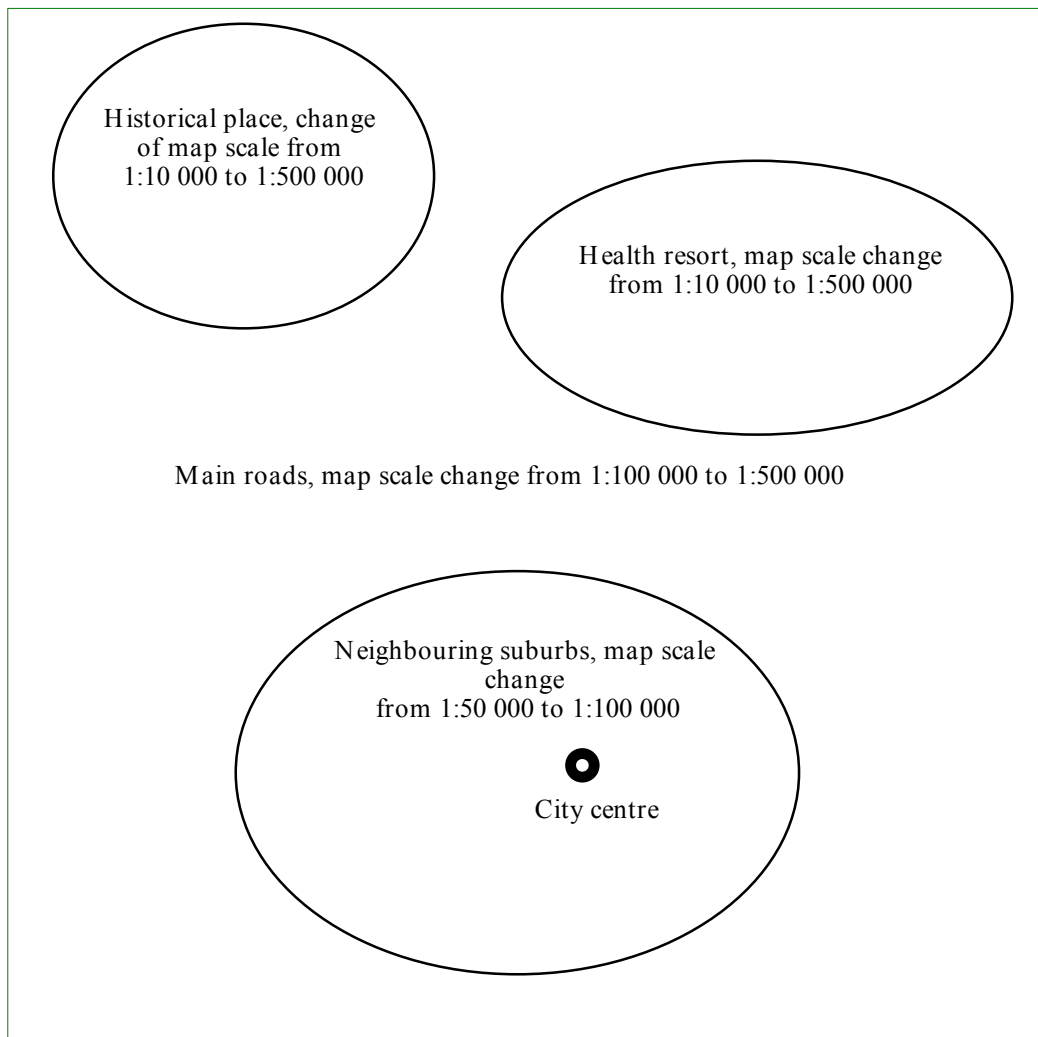 Historical place, change
of map scale from
1:10 000 to 1:500 000
Health resort, map scale change
from 1:10 000 to 1:500 000
Main roads, map scale change from 1:100 000 to 1:500 000
Neighbouring suburbs, map scale
change
from 1:50 000 to 1:100 000
City centre